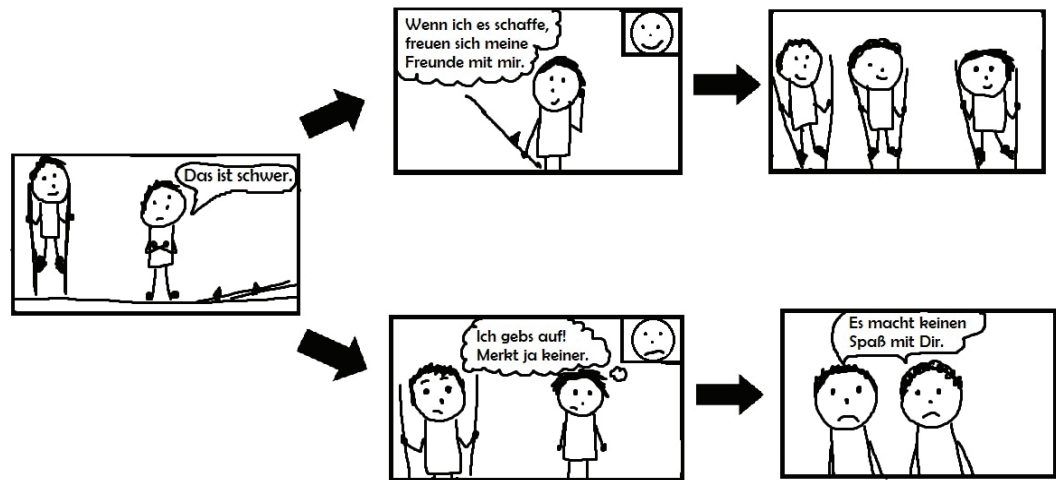 Das ist schwer.
Wenn ich es schaffe,
freuen sich meine
Freunde mit mir.
Ich gebs auf!
Merkt ja keiner.
Es macht keinen
Spaß mit Dir.